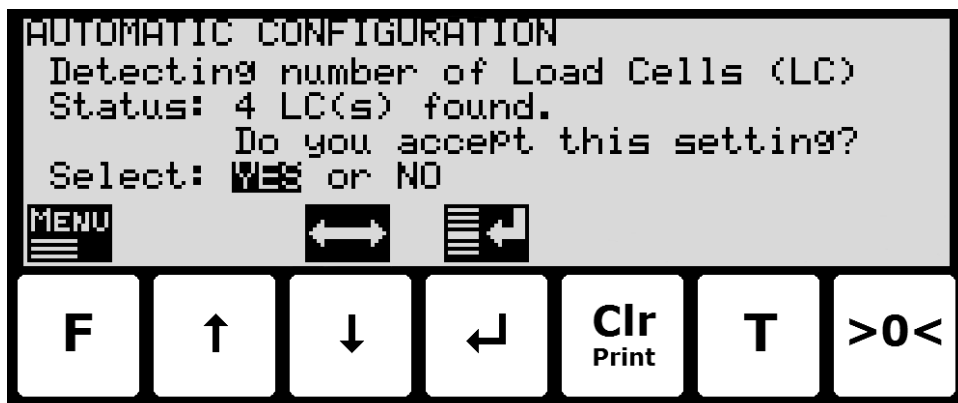 AUTOMATIC CONFIGURATION
Detecting number of Load Cells (LC)
Status: 4 LC(s) found.
Do you accept this setting?
Select: YES or NO
MENU
F ↑ ↓ ↵ Clr T >0<
Print